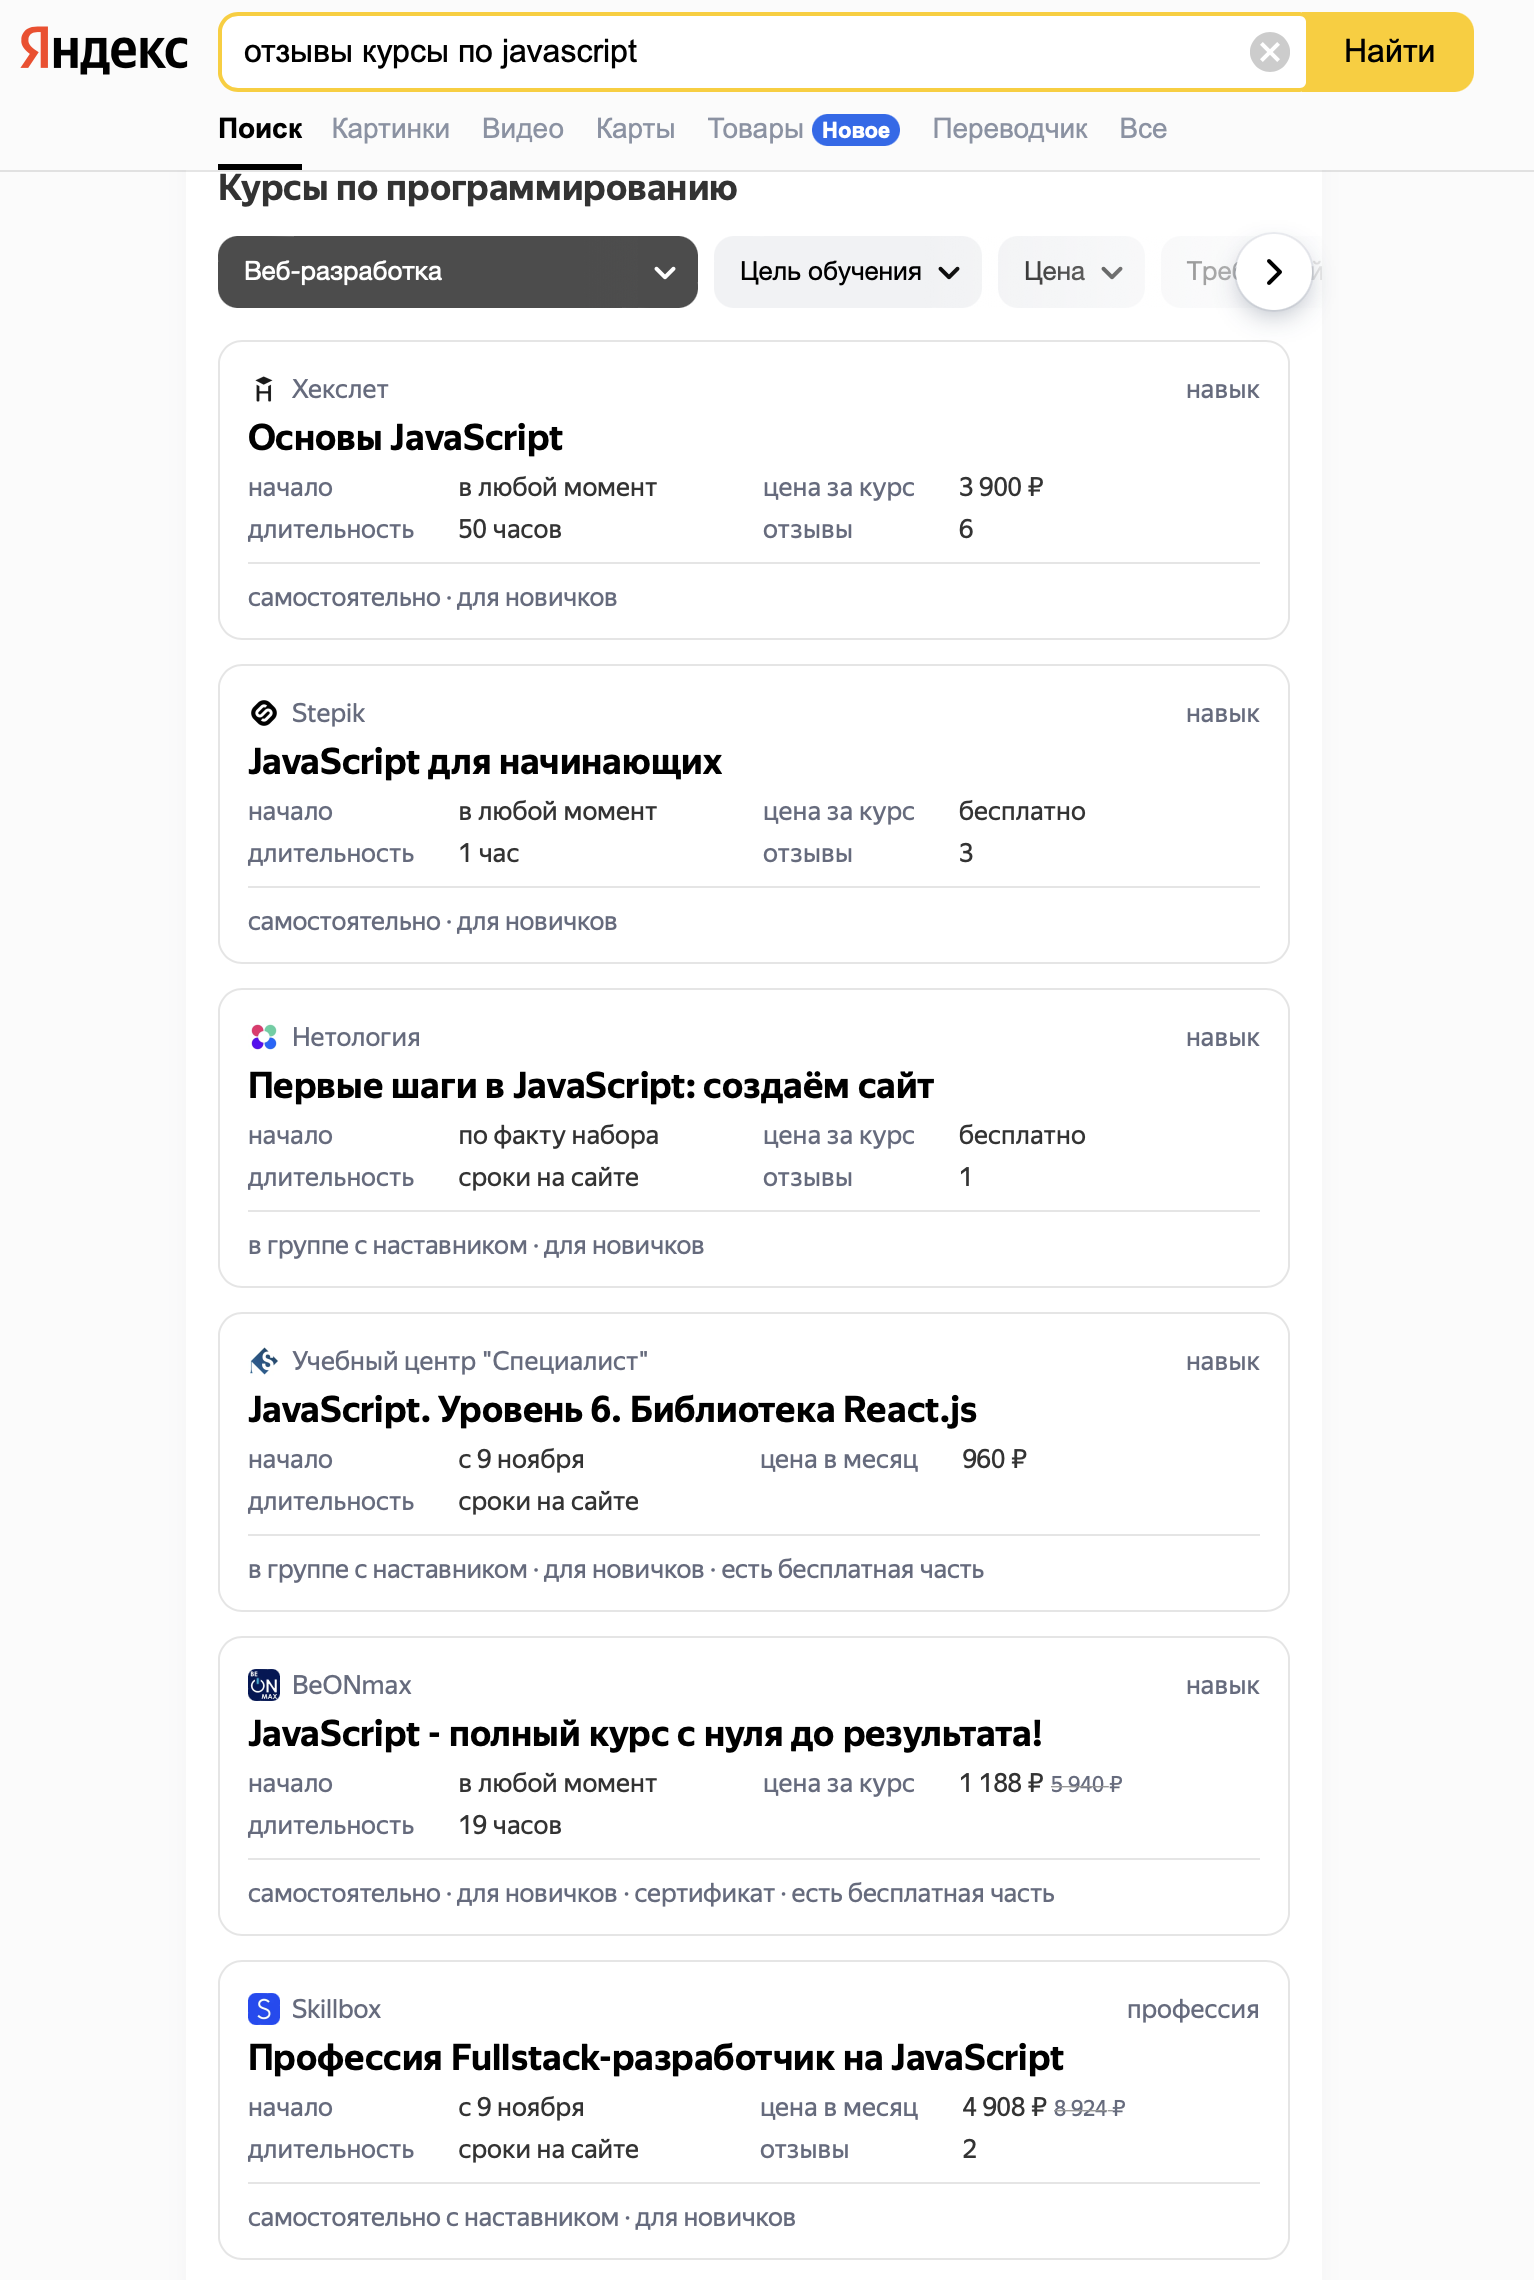 Яндекс
отзывы курсы по javascript
Найти
Поиск Картинки Видео Карты Товары Новое Переводчик Все
Курсы по программированию
Веб-разработка Цель обучения Цена
Хекслет навык
Основы JavaScript
начало в любой момент цена за курс 3 900 ₽
длительность 50 часов отзывы 6
самостоятельно · для новичков
Stepik навык
JavaScript для начинающих
начало в любой момент цена за курс бесплатно
длительность 1 час отзывы 3
самостоятельно · для новичков
Нетология навык
Первые шаги в JavaScript: создаём сайт
начало по факту набора цена за курс бесплатно
длительность сроки на сайте отзывы 1
в группе с наставником · для новичков
Учебный центр "Специалист" навык
JavaScript. Уровень 6. Библиотека React.js
начало с 9 ноября цена в месяц 960 ₽
длительность сроки на сайте
в группе с наставником · для новичков · есть бесплатная часть
BE ON MAX BeONmax навык
JavaScript - полный курс с нуля до результата!
начало в любой момент цена за курс 1 188 ₽ 5 940 ₽
длительность 19 часов
самостоятельно · для новичков · сертификат · есть бесплатная часть
S Skillbox профессия
Профессия Fullstack-разработчик на JavaScript
начало с 9 ноября цена в месяц 4 908 ₽ 8 924 ₽
длительность сроки на сайте отзывы 2
самостоятельно с наставником · для новичков